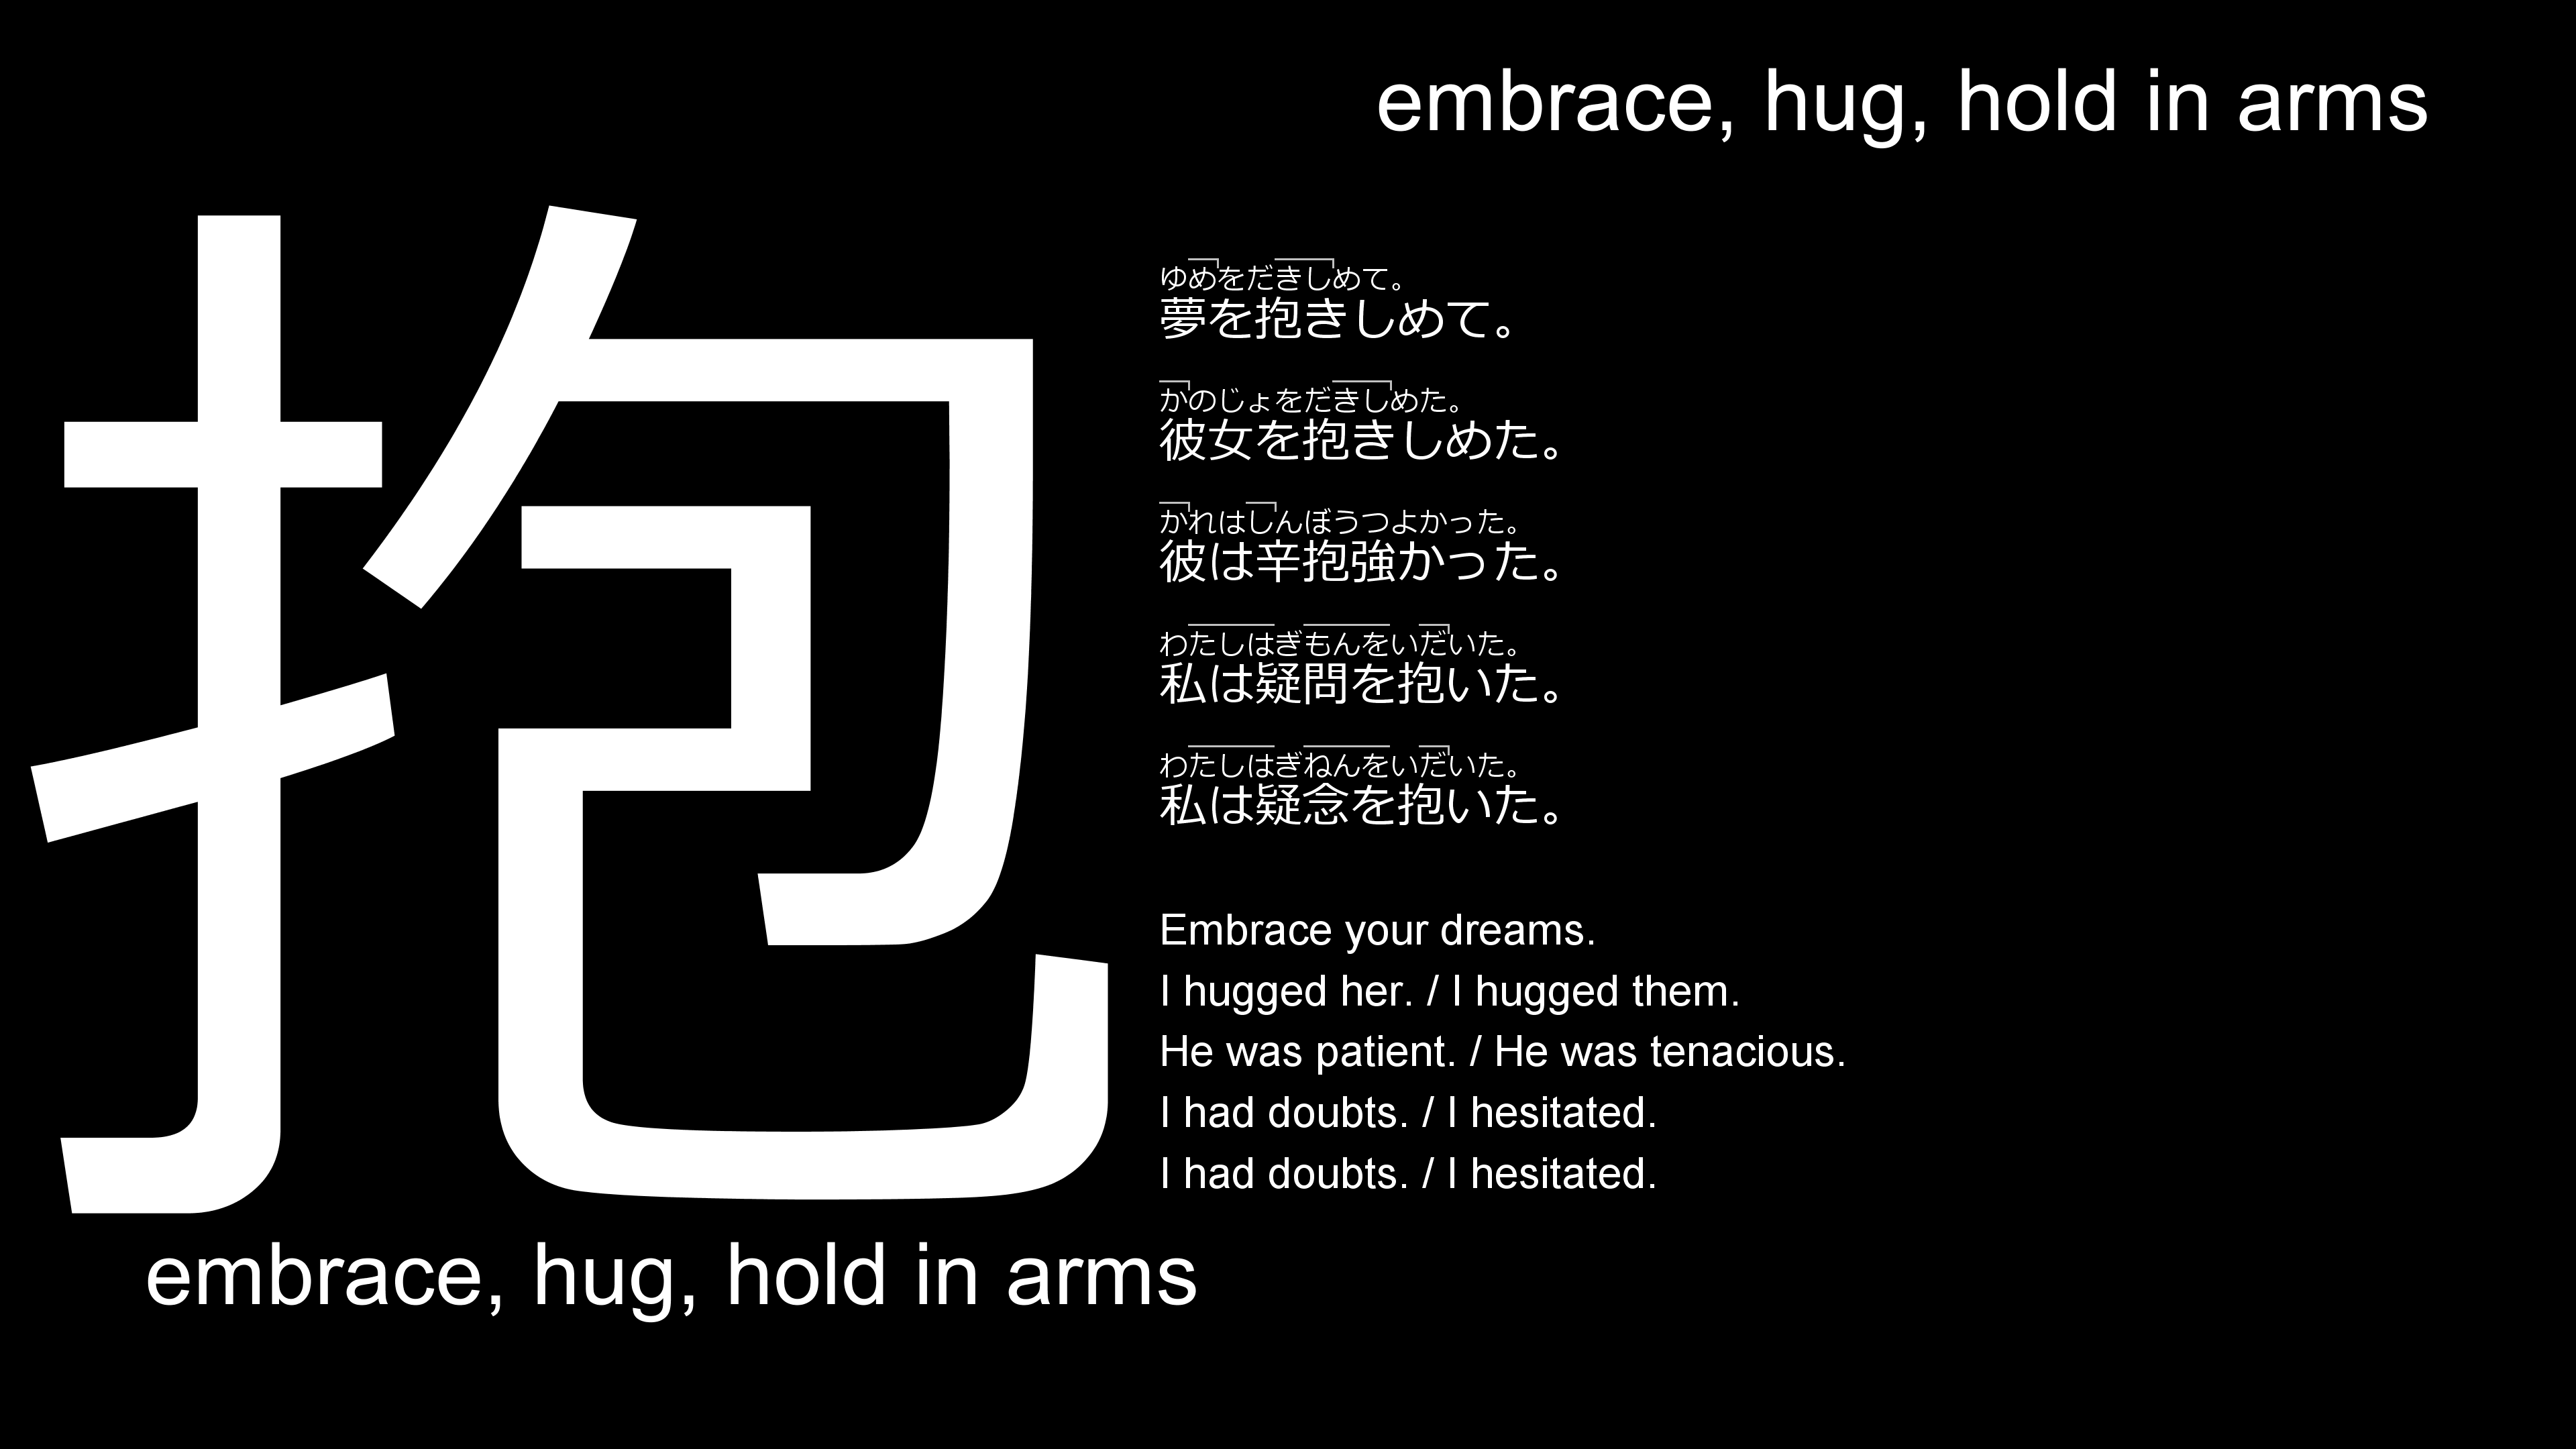 embrace, hug, hold in arms
抱
ゆめをだきしめて。
夢を抱きしめて。
かのじょをだきしめた。
彼女を抱きしめた。
かれはしんぼうつよかった。
彼は辛抱強かった。
わたしはぎもんをいだいた。
私は疑問を抱いた。
わたしはぎねんをいだいた。
私は疑念を抱いた。
Embrace your dreams.
I hugged her. / I hugged them.
He was patient. / He was tenacious.
I had doubts. / I hesitated.
I had doubts. / I hesitated.
embrace, hug, hold in arms